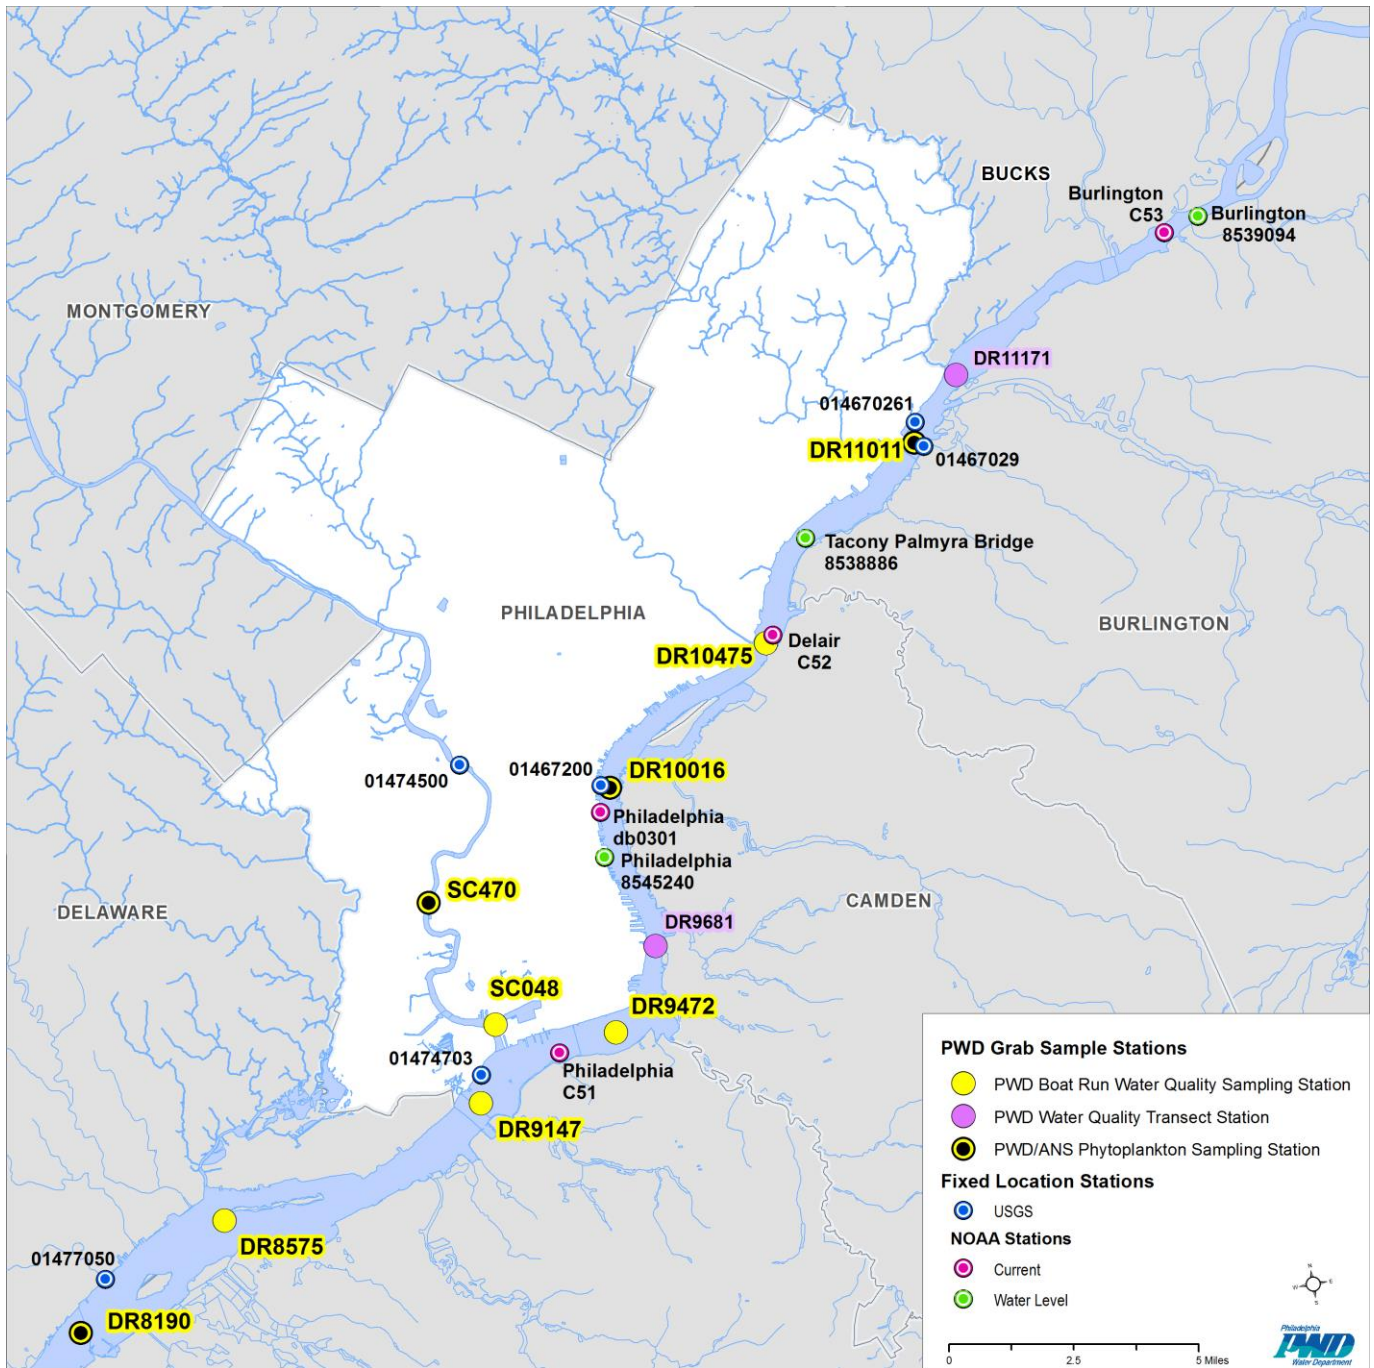 BUCKS
Burlington
C53
Burlington
8539094
MONTGOMERY
DR11171
014670261
DR11011
01467029
Tacony Palmyra Bridge
8538886
PHILADELPHIA
BURLINGTON
DR10475
Delair
C52
01474500
01467200
DR10016
Philadelphia
db0301
Philadelphia
8545240
SC470
DELAWARE
CAMDEN
DR9681
SC048
DR9472
01474703
Philadelphia
C51
DR9147
DR8575
01477050
DR8190
PWD Grab Sample Stations
PWD Boat Run Water Quality Sampling Station
PWD Water Quality Transect Station
PWD/ANS Phytoplankton Sampling Station
Fixed Location Stations
USGS
NOAA Stations
Current
Water Level
N
W
E
S
0
2.5
5 Miles
Philadelphia
PWD
Water Department